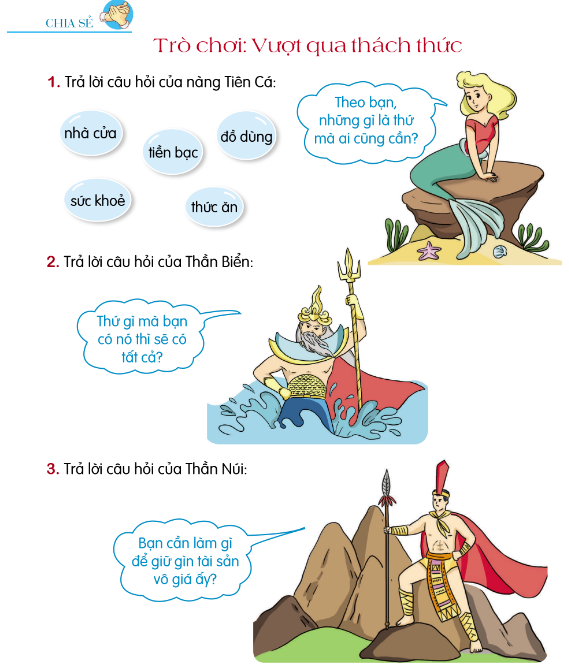 CHIA SẺ
Trò chơi: Vượt qua thách thức
1. Trả lời câu hỏi của nàng Tiên Cá:
Theo bạn,
những gì là thứ
mà ai cũng cần?
nhà cửa
tiền bạc
đồ dùng
sức khoẻ
thức ăn
2. Trả lời câu hỏi của Thần Biển:
Thứ gì mà bạn
có nó thì sẽ có
tất cả?
3. Trả lời câu hỏi của Thần Núi:
Bạn cần làm gì
để giữ gìn tài sản
vô giá ấy?